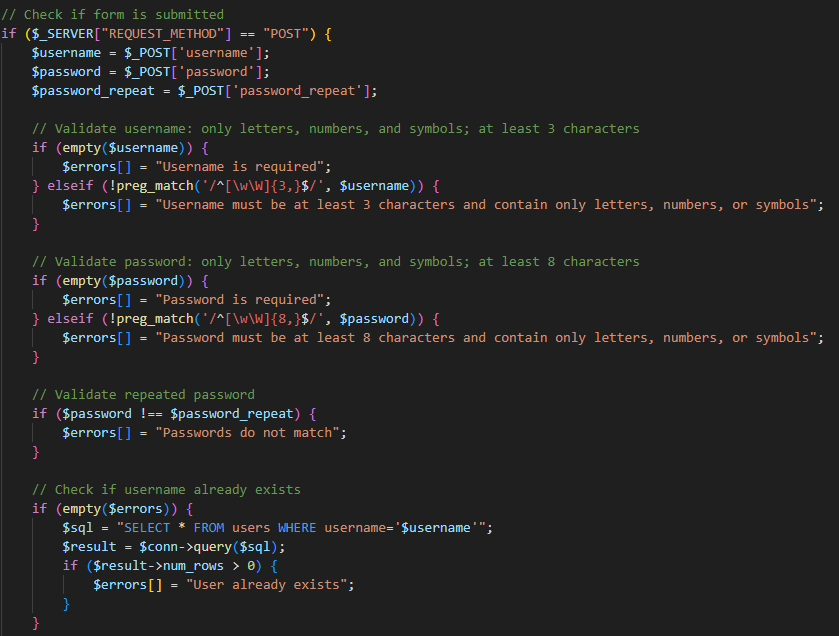 // Check if form is submitted
if ($_SERVER["REQUEST_METHOD"] == "POST") {
    $username = $_POST['username'];
    $password = $_POST['password'];
    $password_repeat = $_POST['password_repeat'];

    // Validate username: only letters, numbers, and symbols; at least 3 characters
    if (empty($username)) {
        $errors[] = "Username is required";
    } elseif (!preg_match('/^[\w\W]{3,}$/', $username)) {
        $errors[] = "Username must be at least 3 characters and contain only letters, numbers, or symbols";
    }

    // Validate password: only letters, numbers, and symbols; at least 8 characters
    if (empty($password)) {
        $errors[] = "Password is required";
    } elseif (!preg_match('/^[\w\W]{8,}$/', $password)) {
        $errors[] = "Password must be at least 8 characters and contain only letters, numbers, or symbols";
    }

    // Validate repeated password
    if ($password !== $password_repeat) {
        $errors[] = "Passwords do not match";
    }

    // Check if username already exists
    if (empty($errors)) {
        $sql = "SELECT * FROM users WHERE username='$username'";
        $result = $conn->query($sql);
        if ($result->num_rows > 0) {
            $errors[] = "User already exists";
        }
    }